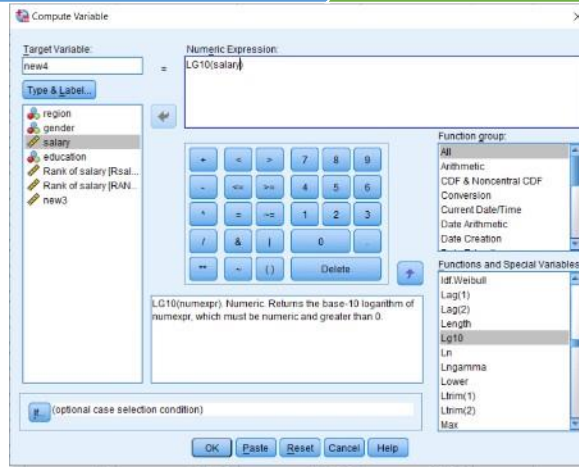 Compute Variable
Target Variable:
new4
=
Numeric Expression:
LG10(salary)
Type & Label...
region
gender
salary
education
Rank of salary [Rsal...
Rank of salary [RAN...
new3
+ < > 7 8 9
- <= >= 4 5 6
* = ~= 1 2 3
/ & | 0 .
** ~ ( ) Delete
Function group:
All
Arithmetic
CDF & Noncentral CDF
Conversion
Current Date/Time
Date Arithmetic
Date Creation
Functions and Special Variables:
Idf.Weibull
Lag(1)
Lag(2)
Length
Lg10
Ln
Lngamma
Lower
Ltrim(1)
Ltrim(2)
Max
LG10(numexpr). Numeric. Returns the base-10 logarithm of
numexpr, which must be numeric and greater than 0.
If... (optional case selection condition)
OK Paste Reset Cancel Help